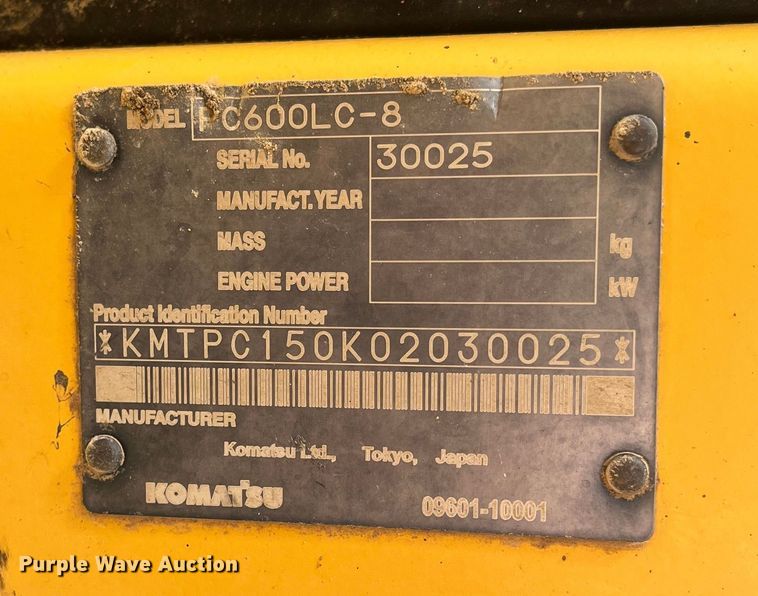 MODEL PC600LC-8
SERIAL No. 30025
MANUFACT. YEAR
MASS kg
ENGINE POWER kW
Product Identification Number
*KMTPC150K02030025*
MANUFACTURER
Komatsu Ltd., Tokyo, Japan
KOMATSU 09601-10001
Purple Wave Auction